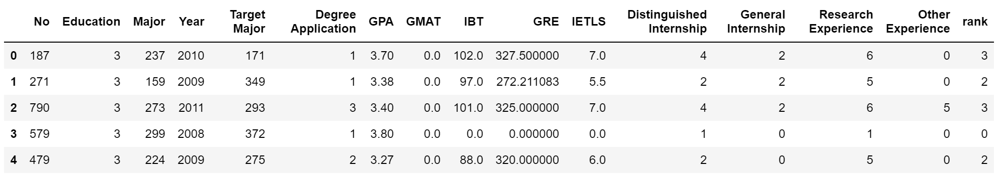 No Education Major Year Target Major Degree Application GPA GMAT IBT GRE IETLS Distinguished Internship General Internship Research Experience Other Experience rank
0 187 3 237 2010 171 1 3.70 0.0 102.0 327.500000 7.0 4 2 6 0 3
1 271 3 159 2009 349 1 3.38 0.0 97.0 272.211083 5.5 2 2 5 0 2
2 790 3 273 2011 293 3 3.40 0.0 101.0 325.000000 7.0 4 2 6 5 3
3 579 3 299 2008 372 1 3.80 0.0 0.0 0.000000 0.0 1 0 1 0 0
4 479 3 224 2009 275 2 3.27 0.0 88.0 320.000000 6.0 2 0 5 0 2